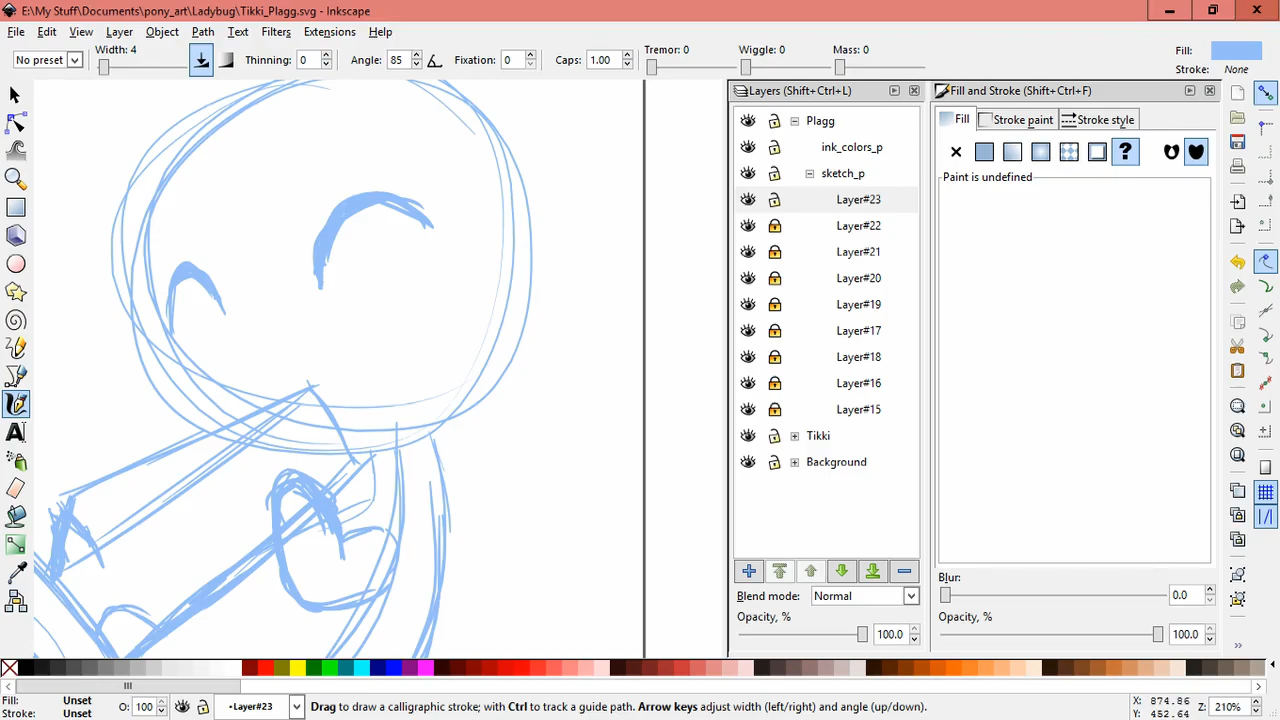 E:\My Stuff\Documents\pony_art\Ladybug\Tikki_Plagg.svg - Inkscape
File Edit View Layer Object Path Filters Text Extensions Help
No preset Width: 4 Thinning: 0 Angle: 85 Fixation: 0 Caps: 1.00 Tremor: 0 Wiggle: 0 Mass: 0 Fill:
Stroke: None
Layers (Shift+Ctrl+L)
Plagg
ink_colors_p
sketch_p
Layer#23
Layer#22
Layer#21
Layer#20
Layer#19
Layer#17
Layer#18
Layer#16
Layer#15
Tikki
Background
Blend mode: Normal
Opacity, %
100.0
Fill and Stroke (Shift+Ctrl+F)
Fill Stroke paint Stroke style
?
Paint is undefined
Blur:
0.0
Opacity, %
100.0
Fill: Unset
Stroke: Unset
O: 100
•Layer#23
Drag to draw a calligraphic stroke; with Ctrl to track a guide path. Arrow keys adjust width (left/right) and angle (up/down).
X: 874.86
Y: 452.64
Z: 210%